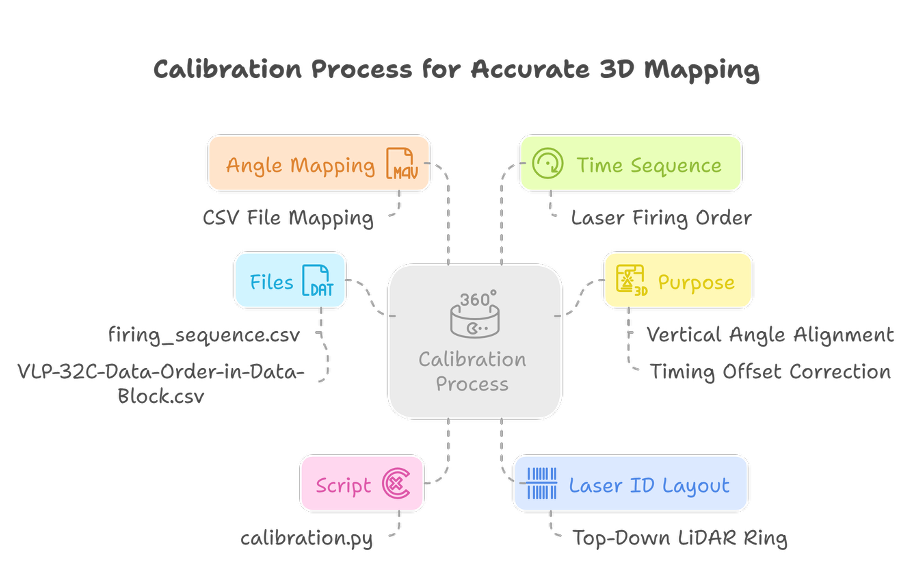 Calibration Process for Accurate 3D Mapping
Angle Mapping
M4V
CSV File Mapping
Time Sequence
Laser Firing Order
Files
DAT
firing_sequence.csv
VLP-32C-Data-Order-in-Data-
Block.csv
3D
Purpose
Vertical Angle Alignment
Timing Offset Correction
360°
Calibration
Process
Script
calibration.py
Laser ID Layout
Top-Down LiDAR Ring